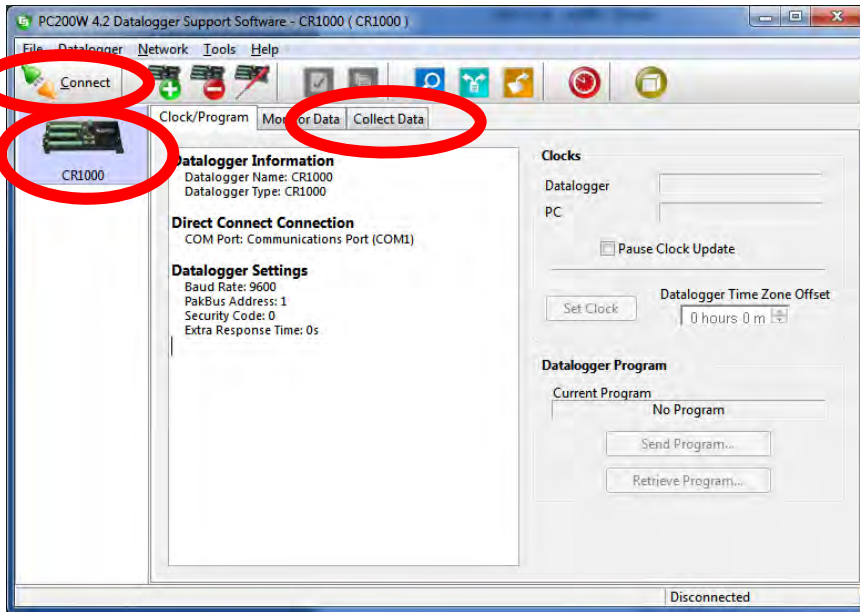 PC200W 4.2 Datalogger Support Software - CR1000 ( CR1000 )
File Datalogger Network Tools Help
Connect
CR1000
Clock/Program Monitor Data Collect Data
Datalogger Information
Datalogger Name: CR1000
Datalogger Type: CR1000
Direct Connect Connection
COM Port: Communications Port (COM1)
Datalogger Settings
Baud Rate: 9600
PakBus Address: 1
Security Code: 0
Extra Response Time: 0s
Clocks
Datalogger
PC
Pause Clock Update
Set Clock
Datalogger Time Zone Offset
0 hours 0 m
Datalogger Program
Current Program
No Program
Send Program...
Retrieve Program...
Disconnected